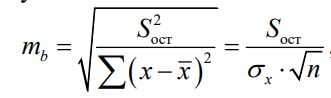 m_b = √(S²_ост / ∑(x − x̄)²) = S_ост / (σ_x · √n),